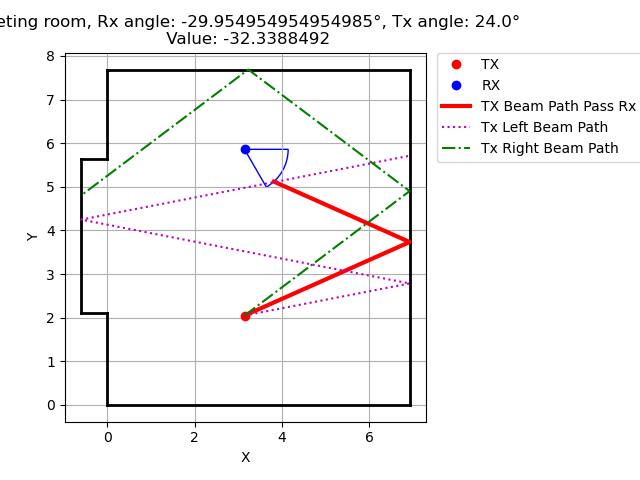 eting room, Rx angle: -29.954954954954985°, Tx angle: 24.0°
Value: -32.3388492
TX
RX
TX Beam Path Pass Rx
Tx Left Beam Path
Tx Right Beam Path
8
7
6
5
4
3
2
1
0
Y
0 2 4 6
X